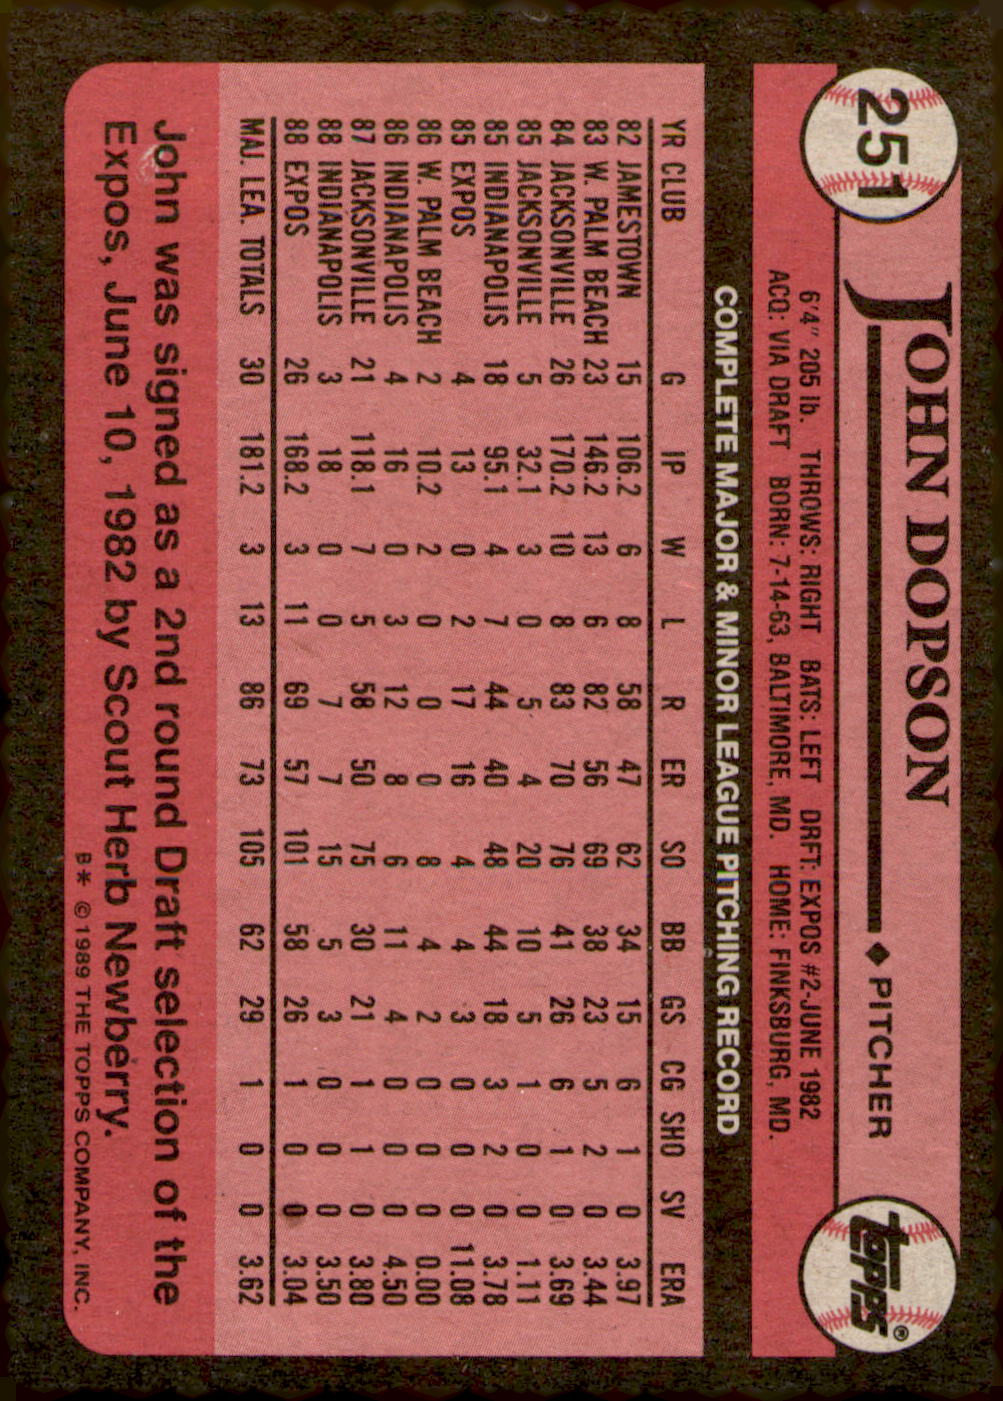 251
JOHN DOPSON ♦ PITCHER
topps®
6'4" 205 lb. THROWS: RIGHT BATS: LEFT DRFT: EXPOS #2-JUNE 1982
ACQ: VIA DRAFT BORN: 7-14-63, BALTIMORE, MD. HOME: FINKSBURG, MD.
COMPLETE MAJOR & MINOR LEAGUE PITCHING RECORD
YR CLUB G IP W L R ER SO BB GS CG SHO SV ERA
82 JAMESTOWN 15 106.2 6 8 58 47 62 34 15 6 1 0 3.97
83 W. PALM BEACH 23 146.2 13 6 82 56 69 38 23 5 2 0 3.44
84 JACKSONVILLE 26 170.2 10 8 83 70 76 41 26 6 1 0 3.69
85 JACKSONVILLE 5 32.1 3 0 5 4 20 10 5 1 0 0 1.11
85 INDIANAPOLIS 18 95.1 4 7 44 40 48 44 18 3 2 0 3.78
85 EXPOS 4 13 0 2 17 16 4 4 3 0 0 0 11.08
86 W. PALM BEACH 2 10.2 2 0 0 0 8 4 2 0 0 0 0.00
86 INDIANAPOLIS 4 16 0 3 12 8 6 11 4 0 0 0 4.50
87 JACKSONVILLE 21 118.1 7 5 58 50 75 30 21 1 1 0 3.80
88 INDIANAPOLIS 3 18 0 0 7 7 15 5 3 0 0 0 3.50
88 EXPOS 26 168.2 3 11 69 57 101 58 26 1 0 0 3.04
MAJ. LEA. TOTALS 30 181.2 3 13 86 73 105 62 29 1 0 0 3.62
John was signed as a 2nd round Draft selection of the
Expos, June 10, 1982 by Scout Herb Newberry.
B* ©1989 THE TOPPS COMPANY, INC.